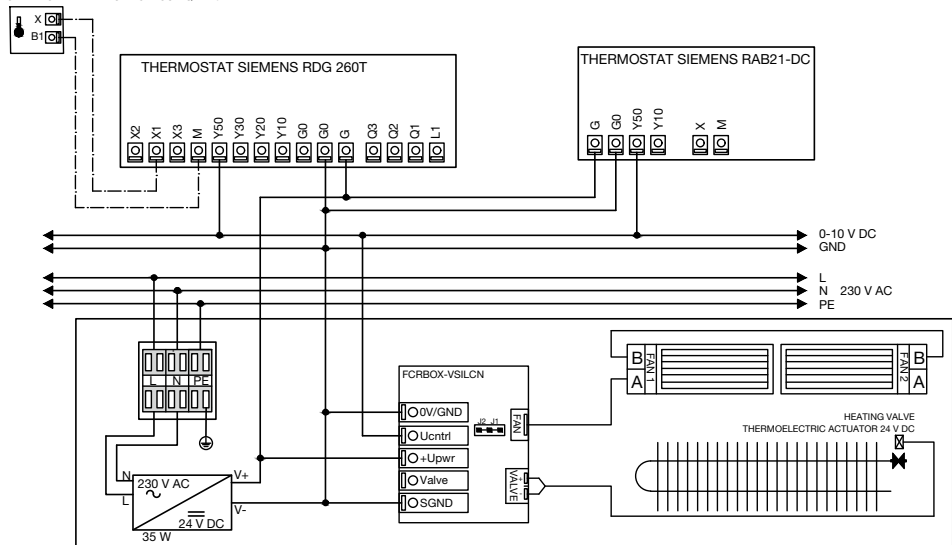 X
B1
THERMOSTAT SIEMENS RDG 260T
X2 X1 X3 M Y50 Y30 Y20 Y10 G0 G0 G Q3 Q2 Q1 L1
THERMOSTAT SIEMENS RAB21-DC
G G0 Y50 Y10 X M
0-10 V DC
GND
L
N 230 V AC
PE
L N PE
N
L
230 V AC
24 V DC
35 W
V+
V-
FCRBOX-VSILCN
0V/GND
Ucntrl
+Upwr
Valve
SGND
J2 J1
FAN
VALVE
+
-
B
A
FAN 1
FAN 2
B
A
HEATING VALVE
THERMOELECTRIC ACTUATOR 24 V DC